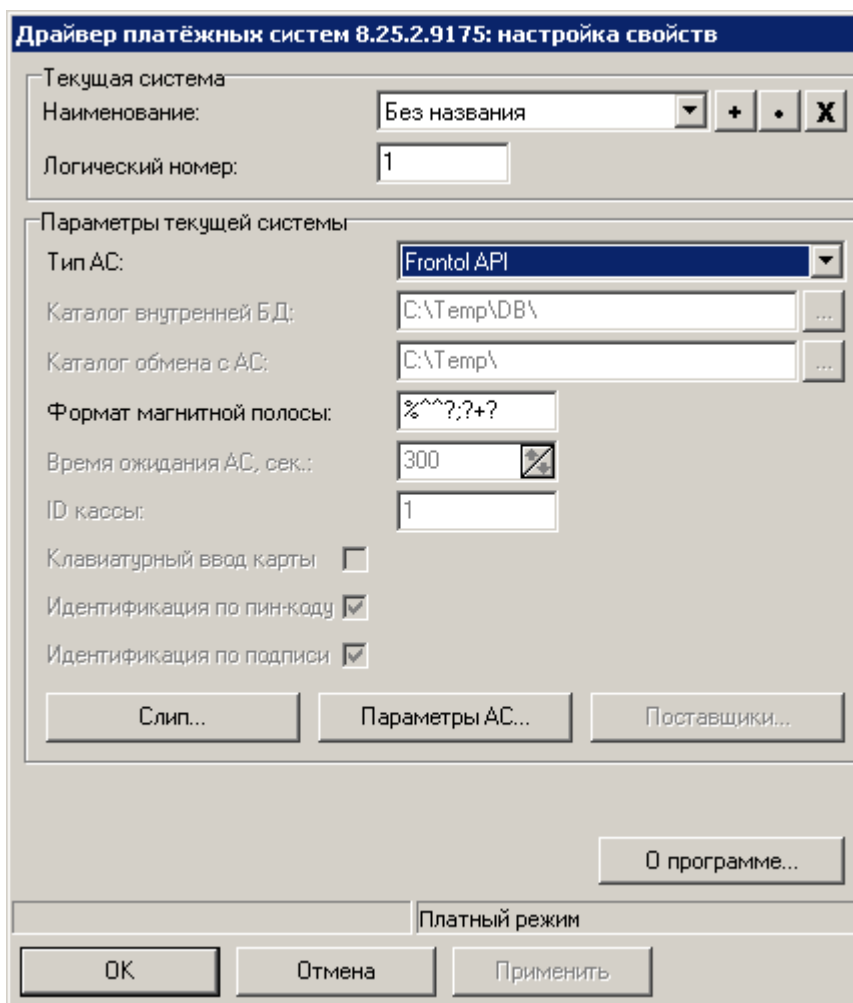 Драйвер платёжных систем 8.25.2.9175: настройка свойств
Текущая система
Наименование: Без названия + • X
Логический номер: 1
Параметры текущей системы
Тип АС: Frontol API
Каталог внутренней БД: C:\Temp\DB\ ...
Каталог обмена с АС: C:\Temp\ ...
Формат магнитной полосы: %^^?;?+?
Время ожидания АС, сек.: 300
ID кассы: 1
Клавиатурный ввод карты
Идентификация по пин-коду
Идентификация по подписи
Слип... Параметры АС... Поставщики...
О программе...
Платный режим
OK Отмена Применить